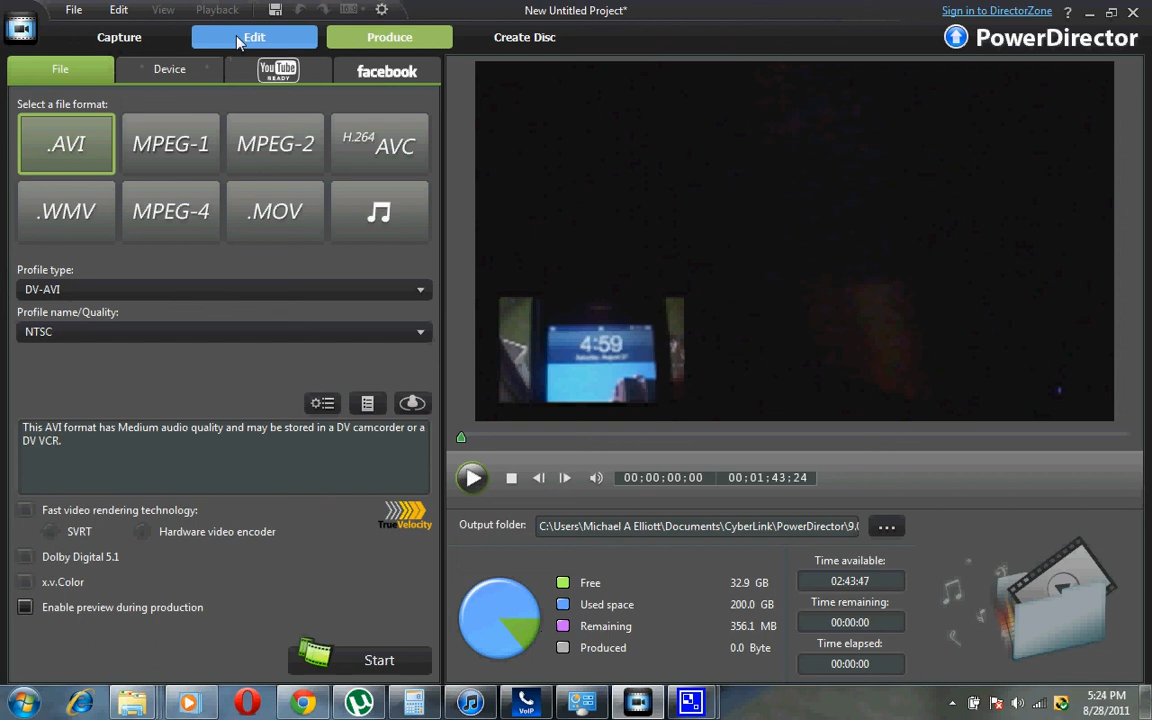 File Edit View Playback
New Untitled Project*
Sign in to DirectorZone ?
Capture Edit Produce Create Disc
PowerDirector
File Device YouTube READY facebook
Select a file format:
.AVI MPEG-1 MPEG-2 H.264 AVC
.WMV MPEG-4 .MOV
Profile type:
DV-AVI
Profile name/Quality:
NTSC
This AVI format has Medium audio quality and may be stored in a DV camcorder or a
DV VCR.
Fast video rendering technology:
SVRT Hardware video encoder
TrueVelocity
Dolby Digital 5.1
x.v.Color
Enable preview during production
Start
4:59
00;00;00;00 00;01;43;24
Output folder: C:\Users\Michael A Elliott\Documents\CyberLink\PowerDirector\9.0 ...
Free 32.9 GB
Used space 200.0 GB
Remaining 356.1 MB
Produced 0.0 Byte
Time available:
02:43:47
Time remaining:
00:00:00
Time elapsed:
00:00:00
VoIP
5:24 PM
8/28/2011